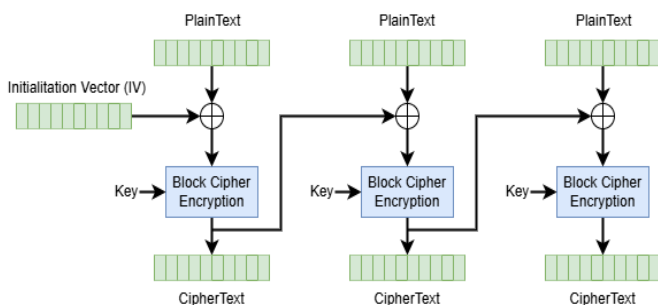 PlainText
PlainText
PlainText
Initialitation Vector (IV)
Key
Block Cipher
Encryption
Key
Block Cipher
Encryption
Key
Block Cipher
Encryption
CipherText
CipherText
CipherText